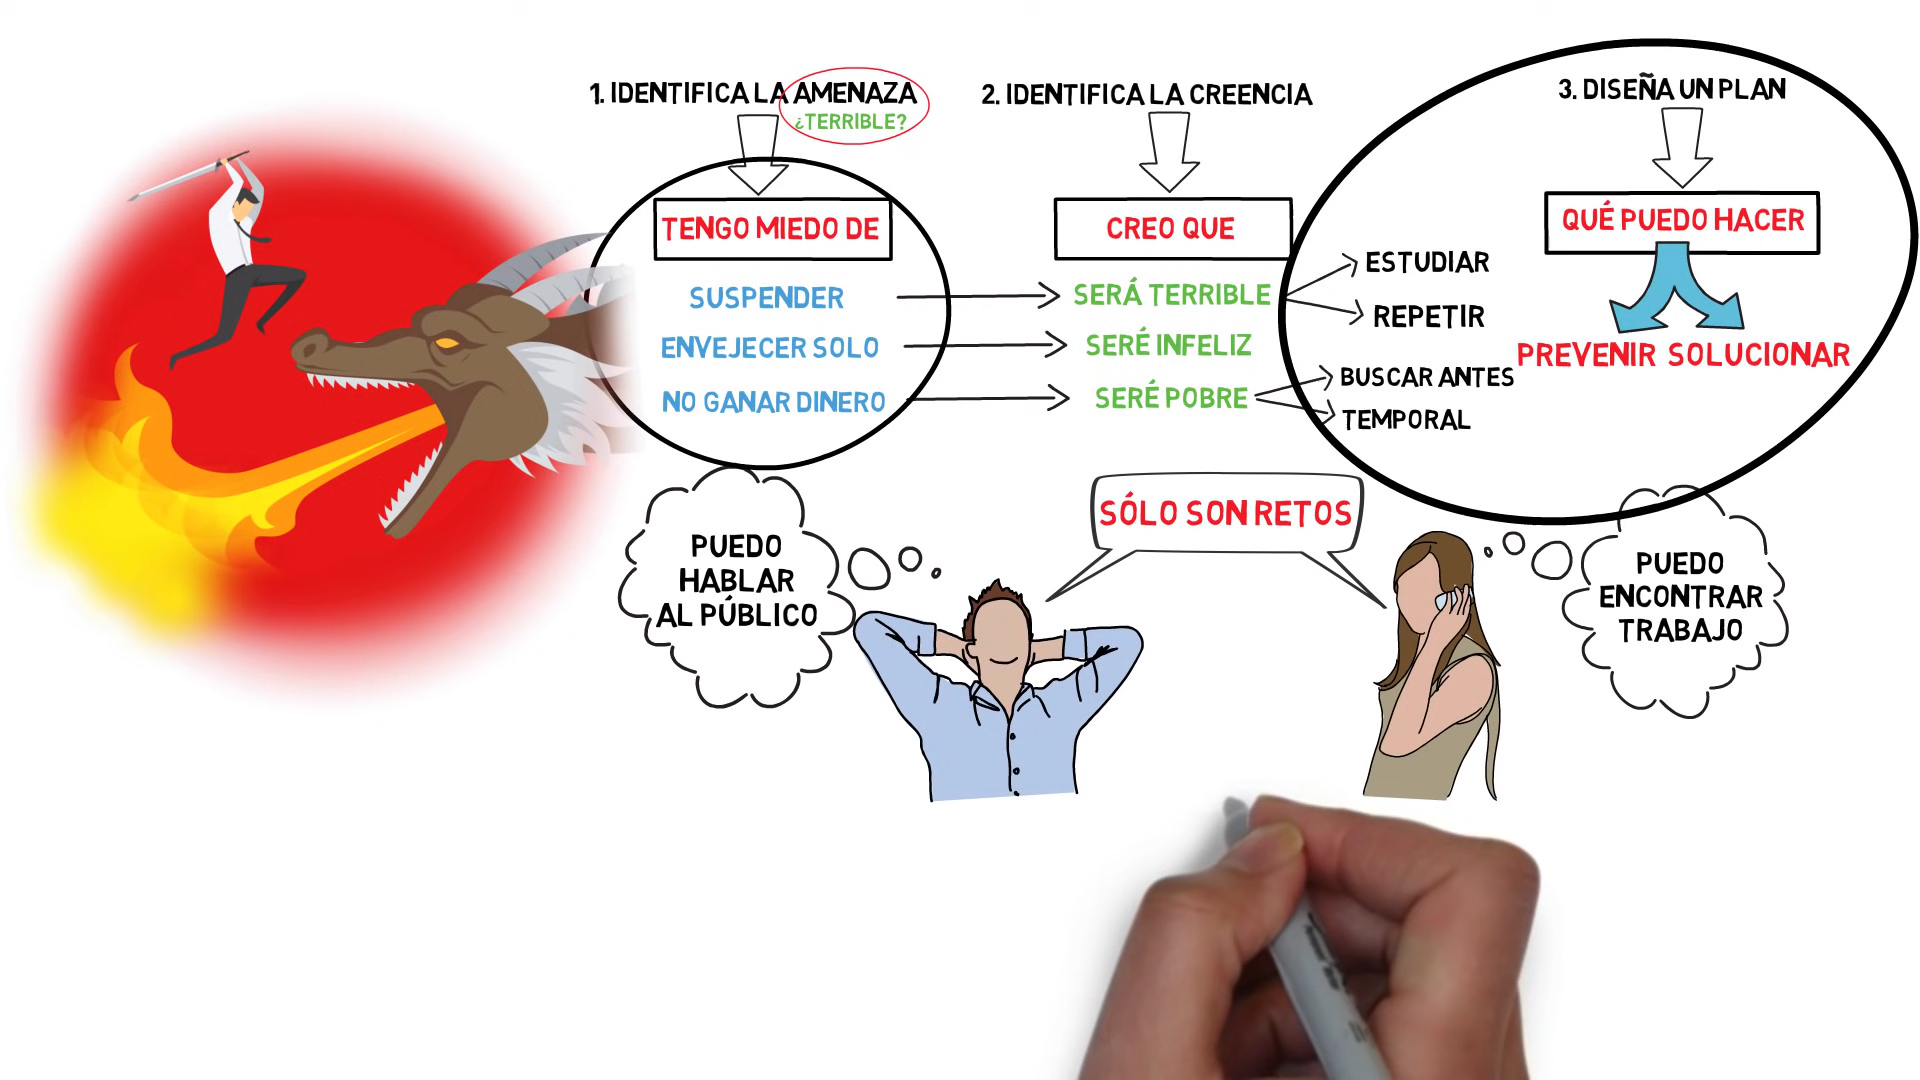 1. IDENTIFICA LA AMENAZA
¿TERRIBLE?
TENGO MIEDO DE
SUSPENDER
ENVEJECER SOLO
NO GANAR DINERO
2. IDENTIFICA LA CREENCIA
CREO QUE
SERÁ TERRIBLE
SERÉ INFELIZ
SERÉ POBRE
3. DISEÑA UN PLAN
QUÉ PUEDO HACER
PREVENIR SOLUCIONAR
ESTUDIAR
REPETIR
BUSCAR ANTES
TEMPORAL
PUEDO
HABLAR
AL PÚBLICO
SÓLO SON RETOS
PUEDO
ENCONTRAR
TRABAJO